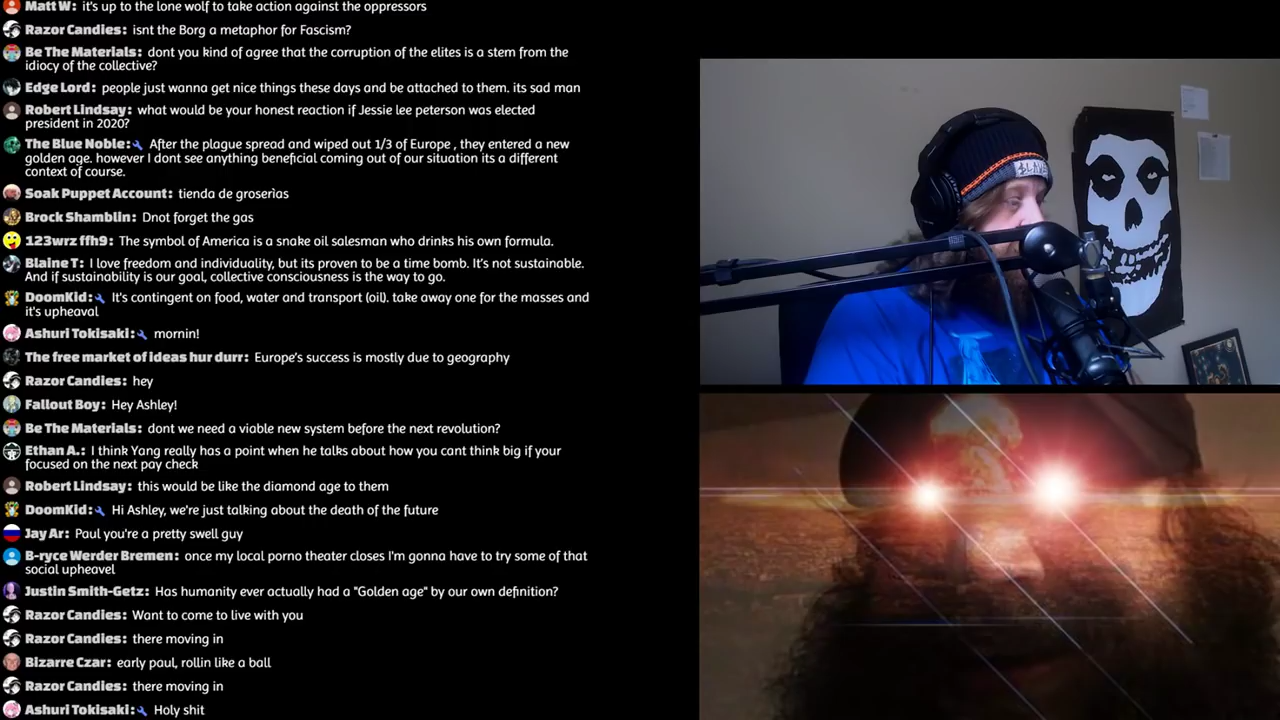 Matt W: it's up to the lone wolf to take action against the oppressors
Razor Candies: isnt the Borg a metaphor for Fascism?
Be The Materials: dont you kind of agree that the corruption of the elites is a stem from the
idiocy of the collective?
Edge Lord: people just wanna get nice things these days and be attached to them. its sad man
Robert Lindsay: what would be your honest reaction if Jessie lee peterson was elected
president in 2020?
The Blue Noble: After the plague spread and wiped out 1/3 of Europe , they entered a new
golden age. however I dont see anything beneficial coming out of our situation its a different
context of course.
Soak Puppet Account: tienda de groserìas
Brock Shamblin: Dnot forget the gas
123wrz ffh9: The symbol of America is a snake oil salesman who drinks his own formula.
Blaine T: I love freedom and individuality, but its proven to be a time bomb. It's not sustainable.
And if sustainability is our goal, collective consciousness is the way to go.
DoomKid: It's contingent on food, water and transport (oil). take away one for the masses and
it's upheaval
Ashuri Tokisaki: mornin!
The free market of ideas hur durr: Europe's success is mostly due to geography
Razor Candies: hey
Fallout Boy: Hey Ashley!
Be The Materials: dont we need a viable new system before the next revolution?
Ethan A.: I think Yang really has a point when he talks about how you cant think big if your
focused on the next pay check
Robert Lindsay: this would be like the diamond age to them
DoomKid: Hi Ashley, we're just talking about the death of the future
Jay Ar: Paul you're a pretty swell guy
B-ryce Werder Bremen: once my local porno theater closes I'm gonna have to try some of that
social upheavel
Justin Smith-Getz: Has humanity ever actually had a "Golden age" by our own definition?
Razor Candies: Want to come to live with you
Razor Candies: there moving in
Bizarre Czar: early paul, rollin like a ball
Razor Candies: there moving in
Ashuri Tokisaki: Holy shit